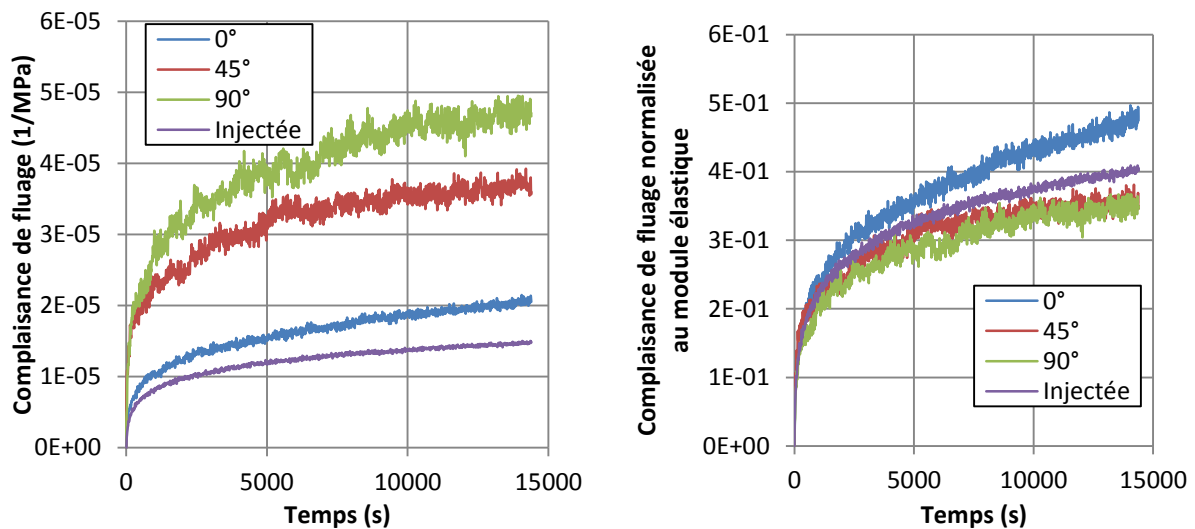 Complaisance de fluage (1/MPa)
6E-05
5E-05
4E-05
3E-05
2E-05
1E-05
0E+00
0°
45°
90°
Injectée
0
5000
10000
15000
Temps (s)
Complaisance de fluage normalisée
au module élastique
6E-01
5E-01
4E-01
3E-01
2E-01
1E-01
0E+00
0°
45°
90°
Injectée
0
5000
10000
15000
Temps (s)